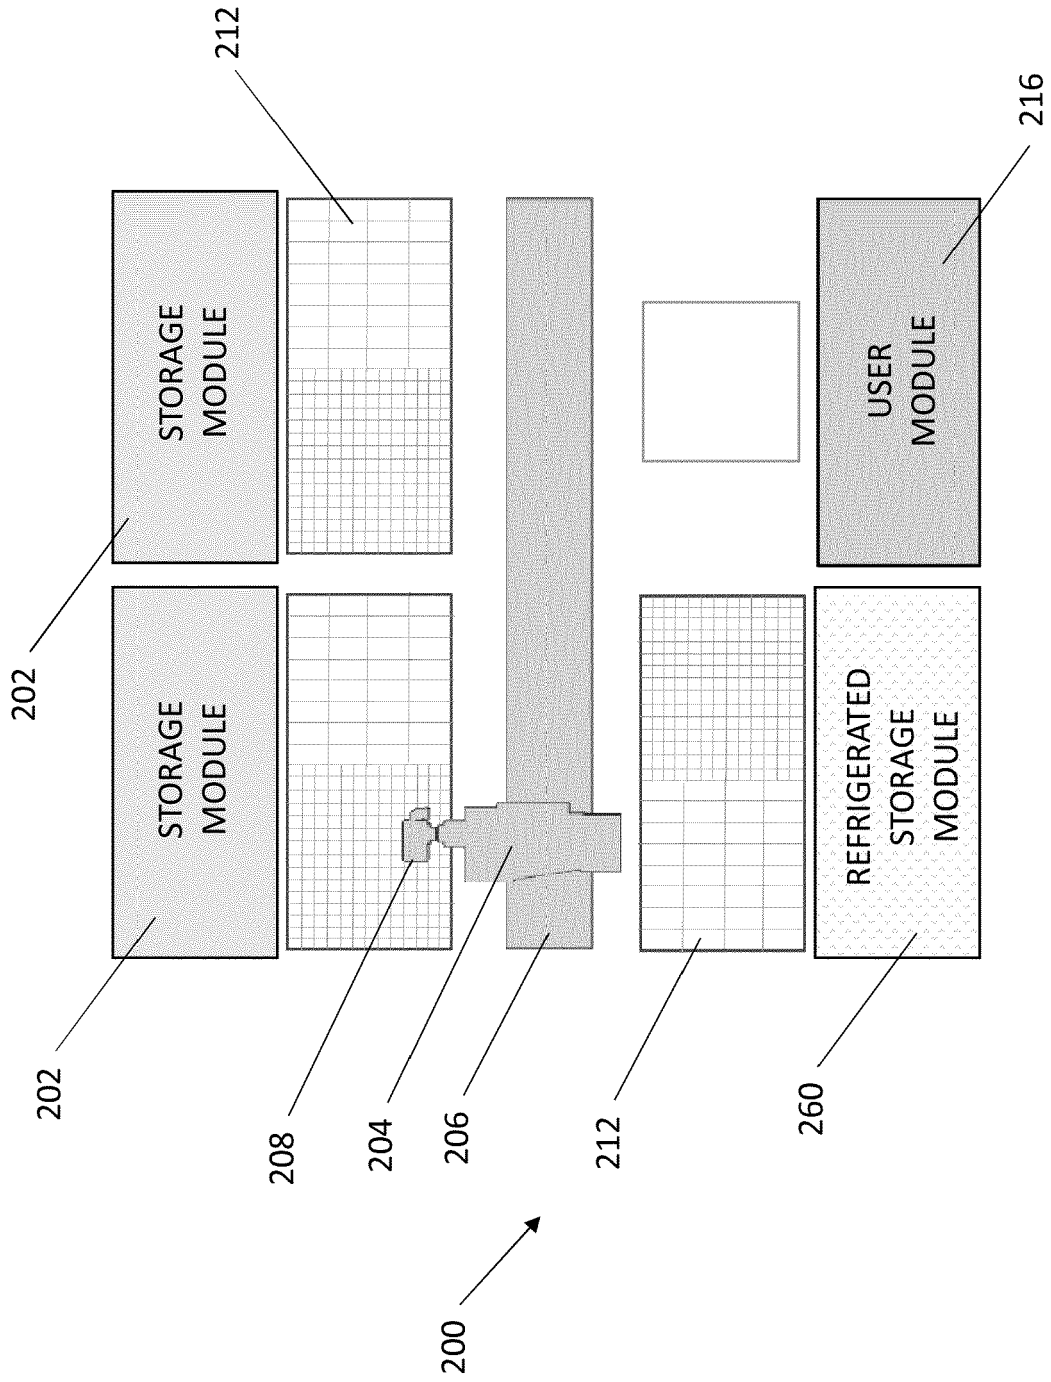 202
202
STORAGE
MODULE
STORAGE
MODULE
212
208
204
206
200
212
260
REFRIGERATED
STORAGE
MODULE
USER
MODULE
216